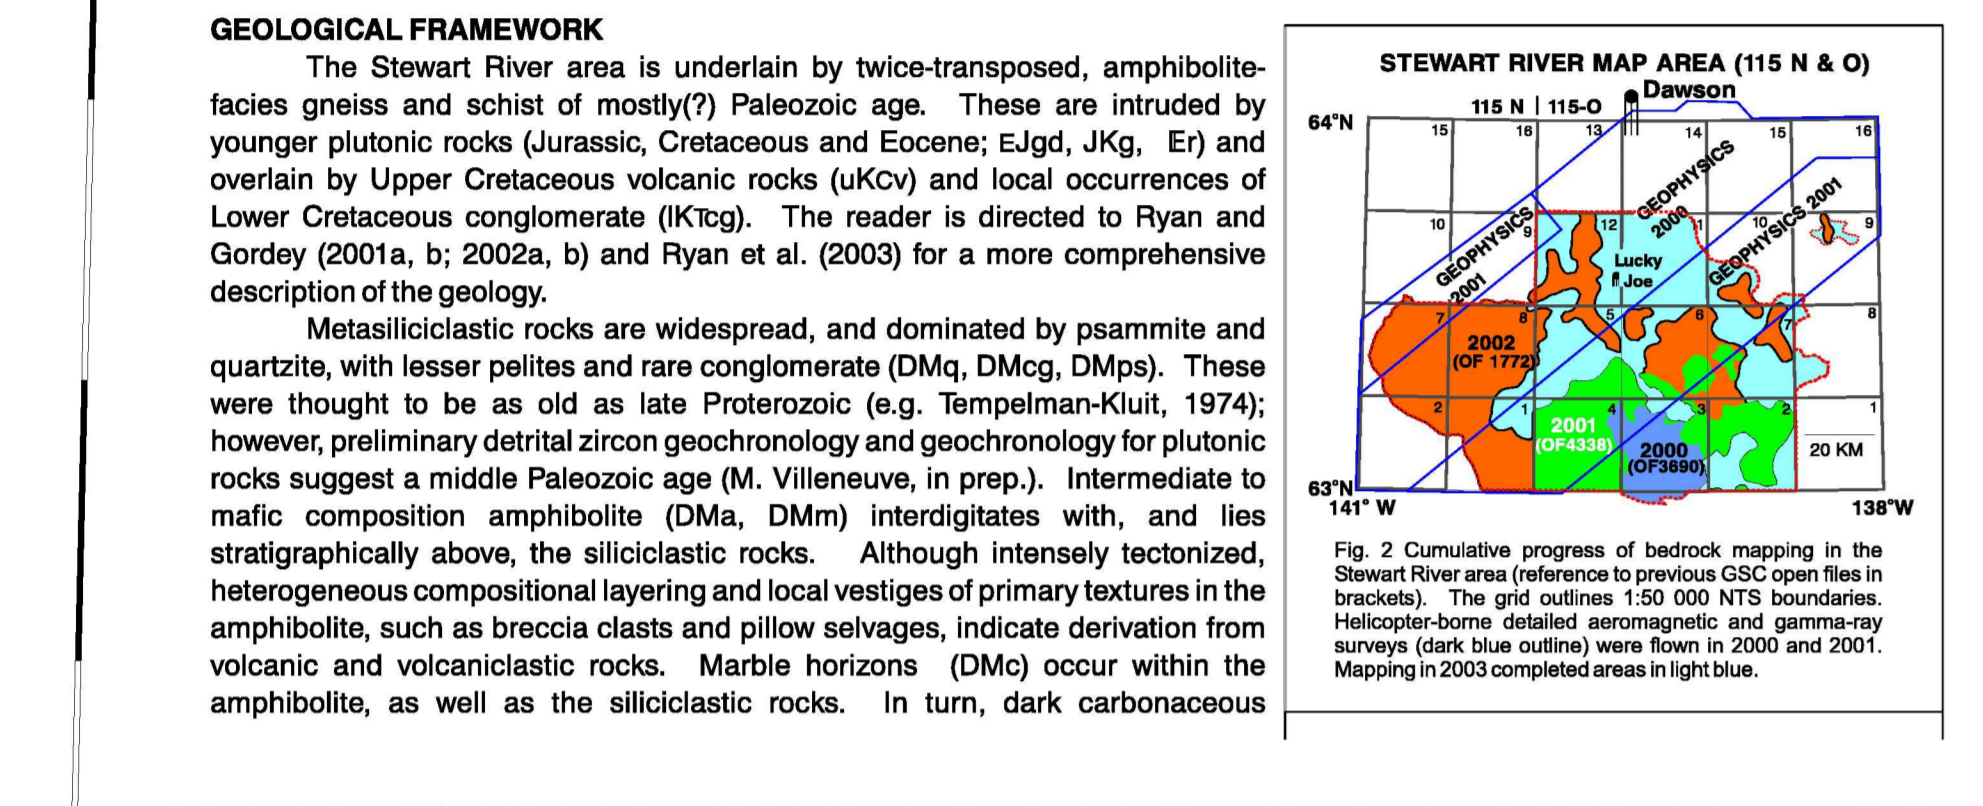 GEOLOGICAL FRAMEWORK
The Stewart River area is underlain by twice-transposed, amphibolite-
facies gneiss and schist of mostly(?) Paleozoic age. These are intruded by
younger plutonic rocks (Jurassic, Cretaceous and Eocene; EJgd, JKg, Er) and
overlain by Upper Cretaceous volcanic rocks (uKCv) and local occurrences of
Lower Cretaceous conglomerate (lKTcg). The reader is directed to Ryan and
Gordey (2001a, b; 2002a, b) and Ryan et al. (2003) for a more comprehensive
description of the geology.
Metasiliciclastic rocks are widespread, and dominated by psammite and
quartzite, with lesser pelites and rare conglomerate (DMq, DMcg, DMps). These
were thought to be as old as late Proterozoic (e.g. Tempelman-Kluit, 1974);
however, preliminary detrital zircon geochronology and geochronology for plutonic
rocks suggest a middle Paleozoic age (M. Villeneuve, in prep.). Intermediate to
mafic composition amphibolite (DMa, DMm) interdigitates with, and lies
stratigraphically above, the siliciclastic rocks. Although intensely tectonized,
heterogeneous compositional layering and local vestiges of primary textures in the
amphibolite, such as breccia clasts and pillow selvages, indicate derivation from
volcanic and volcaniclastic rocks. Marble horizons (DMc) occur within the
amphibolite, as well as the siliciclastic rocks. In turn, dark carbonaceous
STEWART RIVER MAP AREA (115 N & O)
Dawson
115 N | 115-O
64°N
15 16 13 14 15 16
GEOPHYSICS
2000
GEOPHYSICS 2001
GEOPHYSICS
2001
10 9 12 11 10 9
Lucky
Joe
7 8 5 6 7 8
2002
(OF 1772)
2 1 4 3 2 1
2001
(OF4338)
2000
(OF3690)
20 KM
63°N
141° W
138°W
Fig. 2 Cumulative progress of bedrock mapping in the
Stewart River area (reference to previous GSC open files in
brackets). The grid outlines 1:50 000 NTS boundaries.
Helicopter-borne detailed aeromagnetic and gamma-ray
surveys (dark blue outline) were flown in 2000 and 2001.
Mapping in 2003 completed areas in light blue.